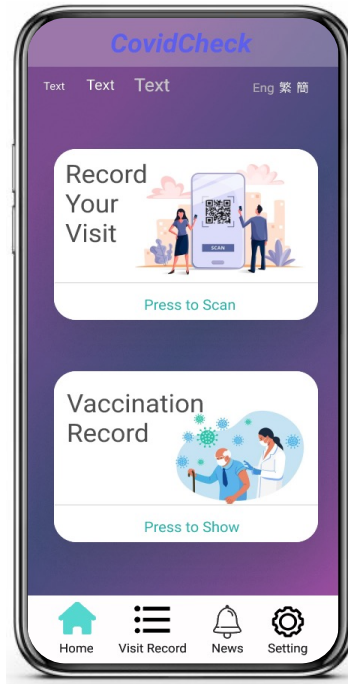 CovidCheck
Text Text Text Eng 繁 簡
Record
Your
Visit
SCAN
Press to Scan
Vaccination
Record
Press to Show
Home Visit Record News Setting